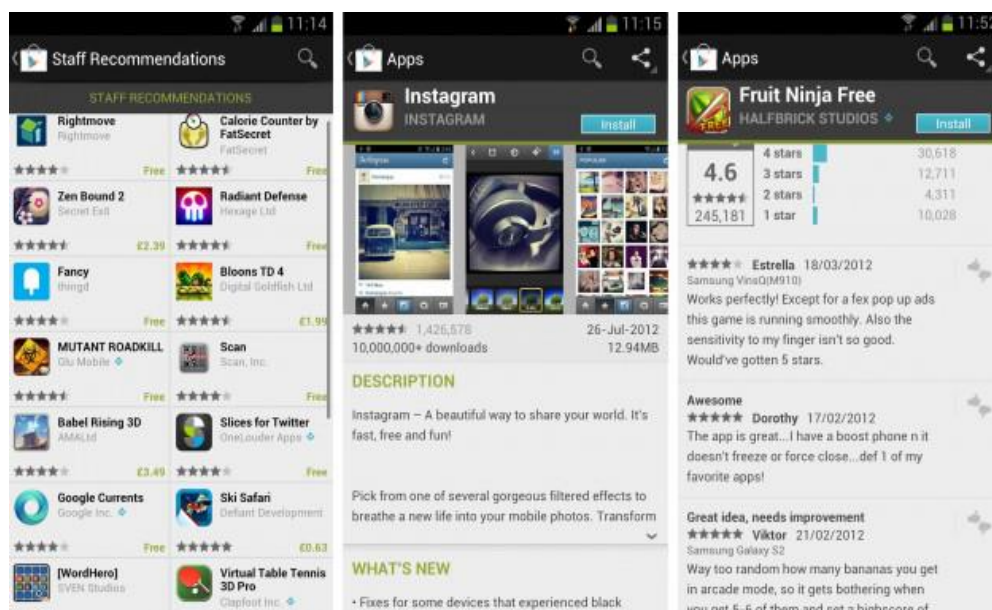 11:14
Staff Recommendations
STAFF RECOMMENDATIONS
Rightmove
Rightmove
Free
Calorie Counter by
FatSecret
FatSecret
Free
Zen Bound 2
Secret Exit
£2.39
Radiant Defense
Hexage Ltd
Free
Fancy
thingd
Free
Bloons TD 4
Digital Goldfish Ltd
£1.99
MUTANT ROADKILL
Glu Mobile
Free
Scan
Scan, Inc.
Free
Babel Rising 3D
AMALtd
£3.49
Slices for Twitter
OneLouder Apps
Free
Google Currents
Google Inc.
Free
Ski Safari
Defiant Development
£0.63
[WordHero]
SVEN Studios
Virtual Table Tennis
3D Pro
Clapfoot Inc.
11:15
Apps
Instagram
INSTAGRAM
Install
1,426,578
26-Jul-2012
10,000,000+ downloads
12.94MB
DESCRIPTION
Instagram – A beautiful way to share your world. It's
fast, free and fun!
Pick from one of several gorgeous filtered effects to
breathe a new life into your mobile photos. Transform
WHAT'S NEW
• Fixes for some devices that experienced black
11:52
Apps
Fruit Ninja Free
HALFBRICK STUDIOS
Install
4.6
245,181
4 stars 30,618
3 stars 12,711
2 stars 4,311
1 star 10,028
Estrella 18/03/2012
Samsung VinsQ(M910)
Works perfectly! Except for a fex pop up ads
this game is running smoothly. Also the
sensitivity to my finger isn't so good.
Would've gotten 5 stars.
Awesome
Dorothy 17/02/2012
The app is great...I have a boost phone n it
doesn't freeze or force close...def 1 of my
favorite apps!
Great idea, needs improvement
Viktor 21/02/2012
Samsung Galaxy S2
Way too random how many bananas you get
in arcade mode, so it gets bothering when
you get 5-6 of them and set a highscore of